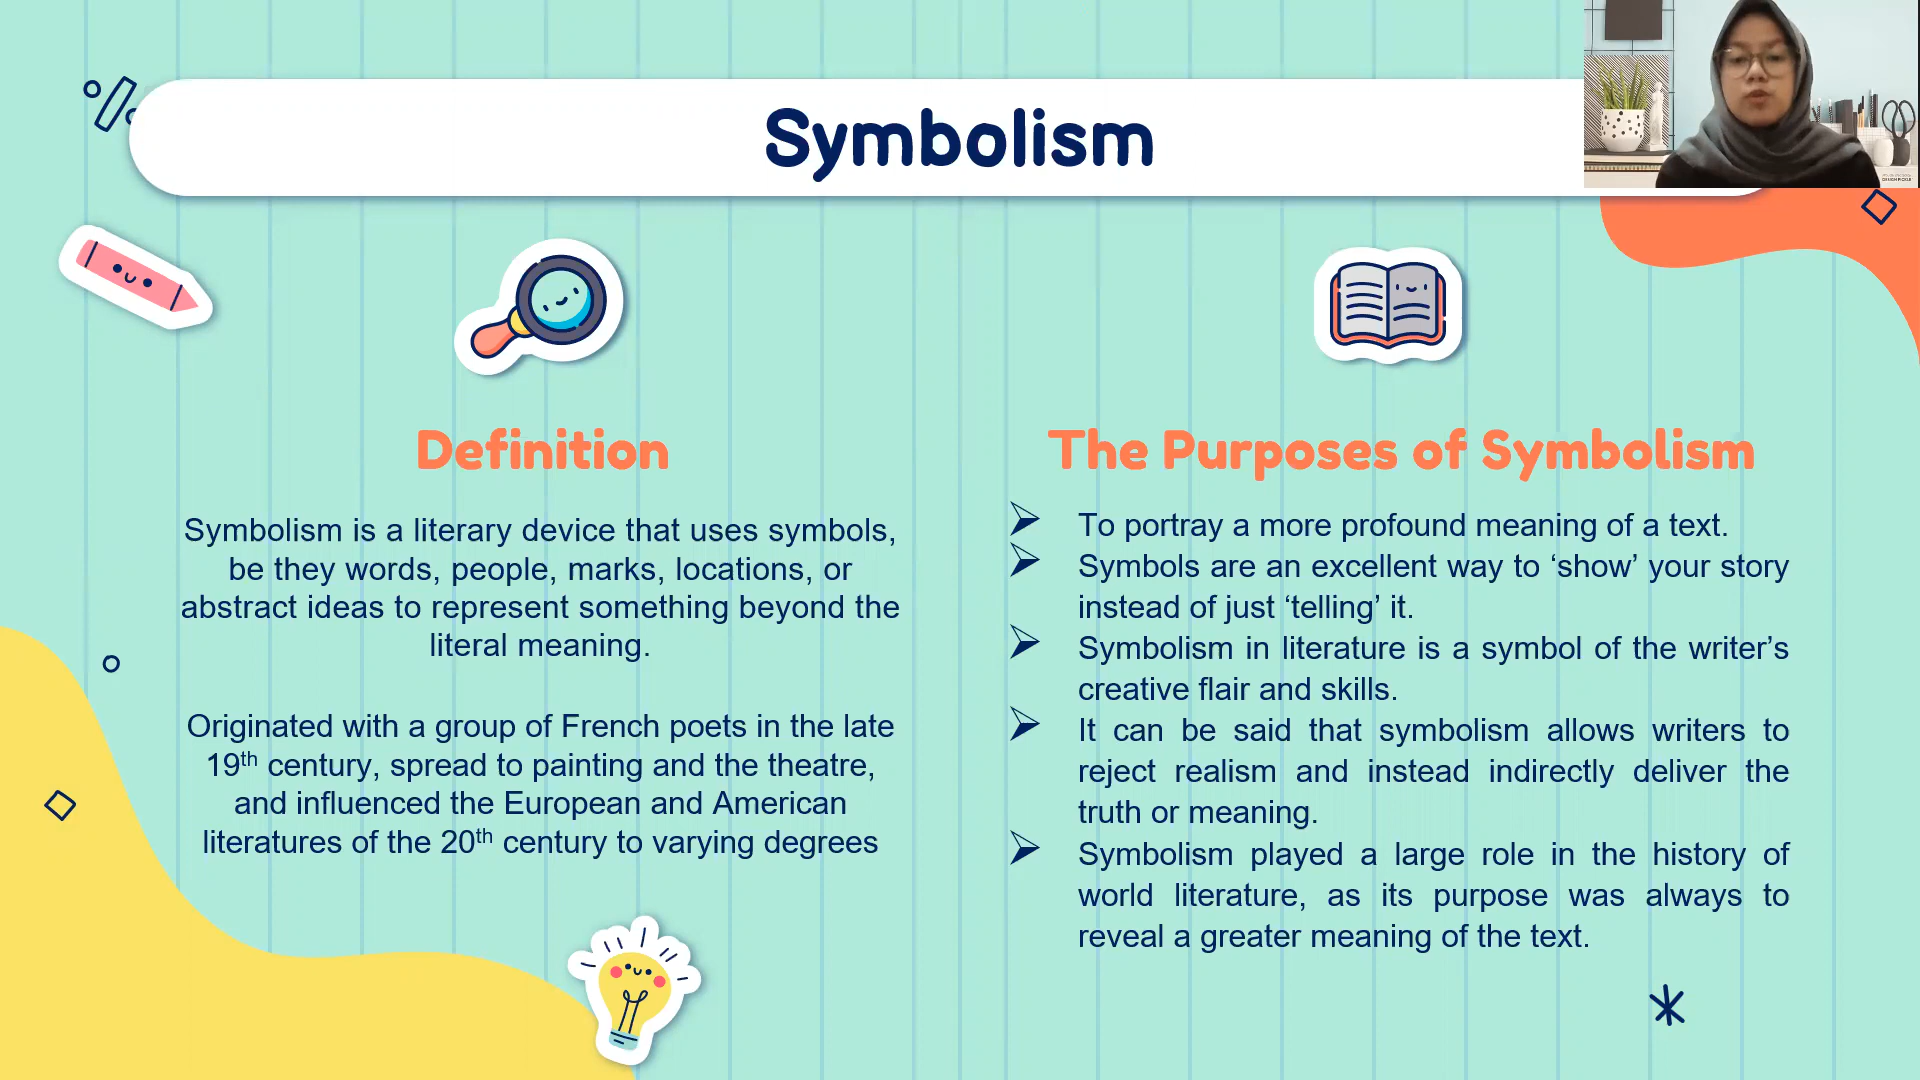 Symbolism
Definition
Symbolism is a literary device that uses symbols,
be they words, people, marks, locations, or
abstract ideas to represent something beyond the
literal meaning.
Originated with a group of French poets in the late
19th century, spread to painting and the theatre,
and influenced the European and American
literatures of the 20th century to varying degrees
The Purposes of Symbolism
To portray a more profound meaning of a text.
Symbols are an excellent way to ‘show’ your story
instead of just ‘telling’ it.
Symbolism in literature is a symbol of the writer’s
creative flair and skills.
It can be said that symbolism allows writers to
reject realism and instead indirectly deliver the
truth or meaning.
Symbolism played a large role in the history of
world literature, as its purpose was always to
reveal a greater meaning of the text.